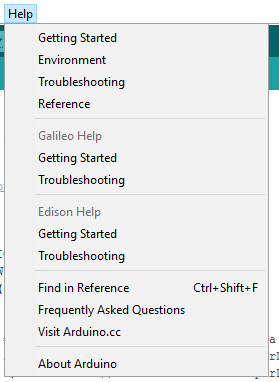 Help
Getting Started
Environment
Troubleshooting
Reference
Galileo Help
Getting Started
Troubleshooting
Edison Help
Getting Started
Troubleshooting
Find in Reference Ctrl+Shift+F
Frequently Asked Questions
Visit Arduino.cc
About Arduino